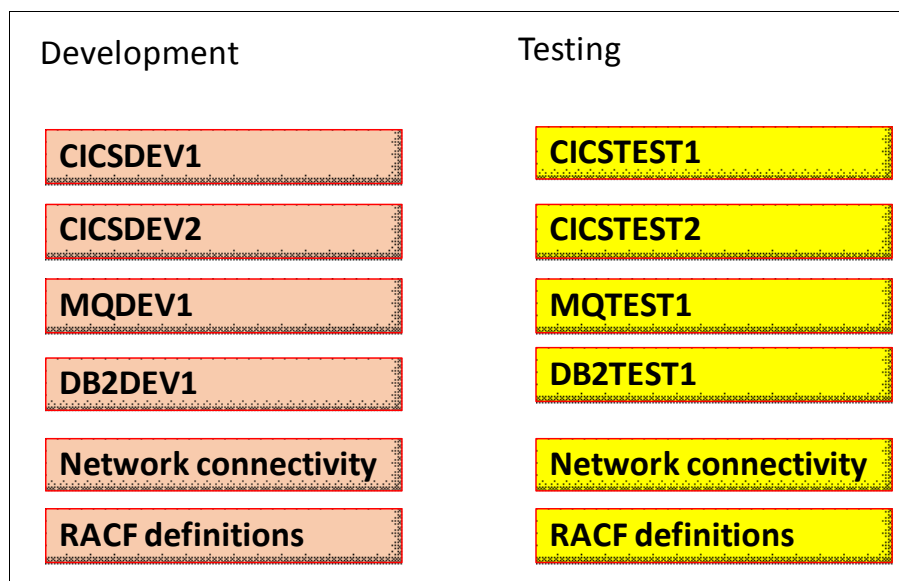 Development
CICSDEV1
CICSDEV2
MQDEV1
DB2DEV1
Network connectivity
RACF definitions
Testing
CICSTEST1
CICSTEST2
MQTEST1
DB2TEST1
Network connectivity
RACF definitions